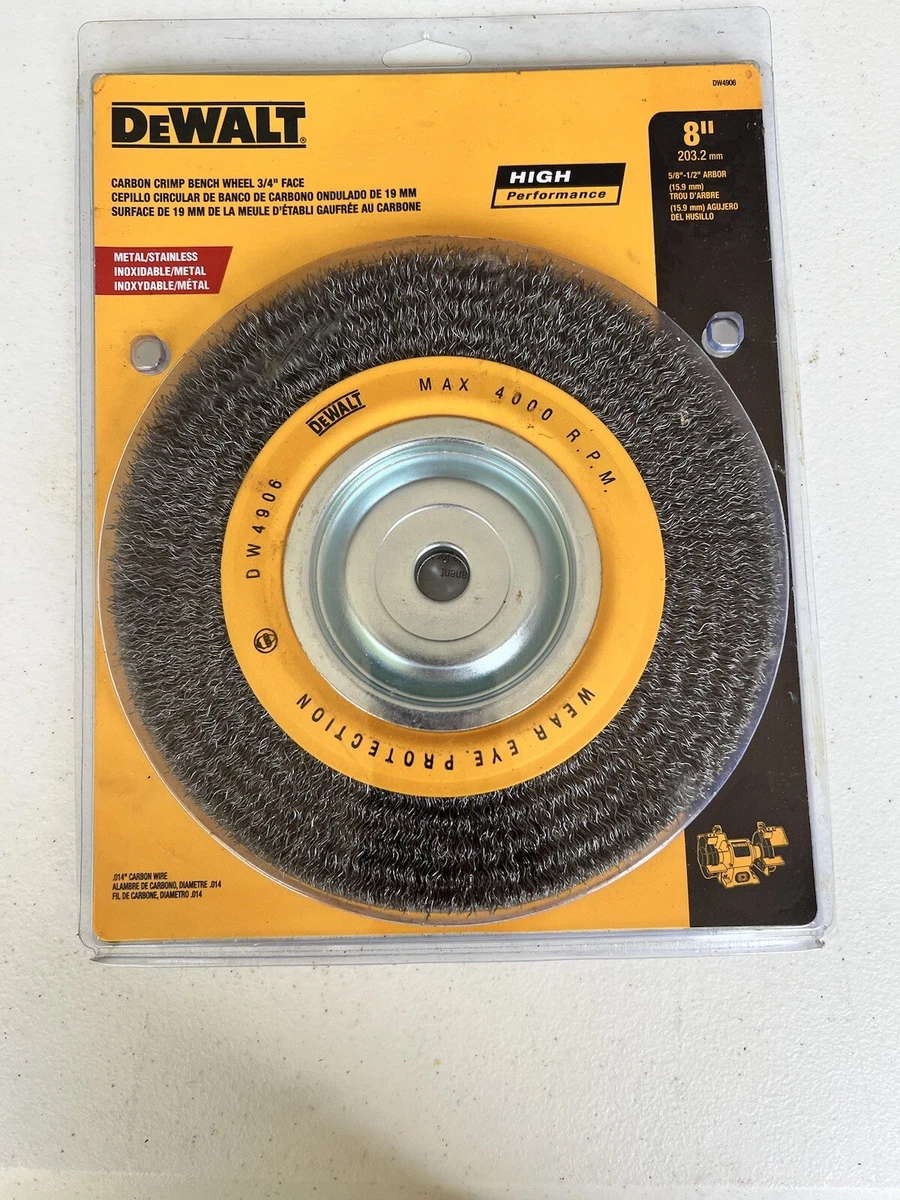 DW4906
DEWALT®
8"
203.2 mm
HIGH
Performance
5/8"-1/2" ARBOR
(15.9 mm)
TROU D'ARBRE
(15.9 mm) AGUJERO
DEL HUSILLO
CARBON CRIMP BENCH WHEEL 3/4" FACE
CEPILLO CIRCULAR DE BANCO DE CARBONO ONDULADO DE 19 MM
SURFACE DE 19 MM DE LA MEULE D'ÉTABLI GAUFRÉE AU CARBONE
METAL/STAINLESS
INOXIDABLE/METAL
INOXYDABLE/MÉTAL
DEWALT
MAX 4000 R.P.M.
DW4906
WEAR EYE PROTECTION
anent
.014" CARBON WIRE
ALAMBRE DE CARBONO, DIAMETRE .014
FIL DE CARBONE, DIAMETRO .014